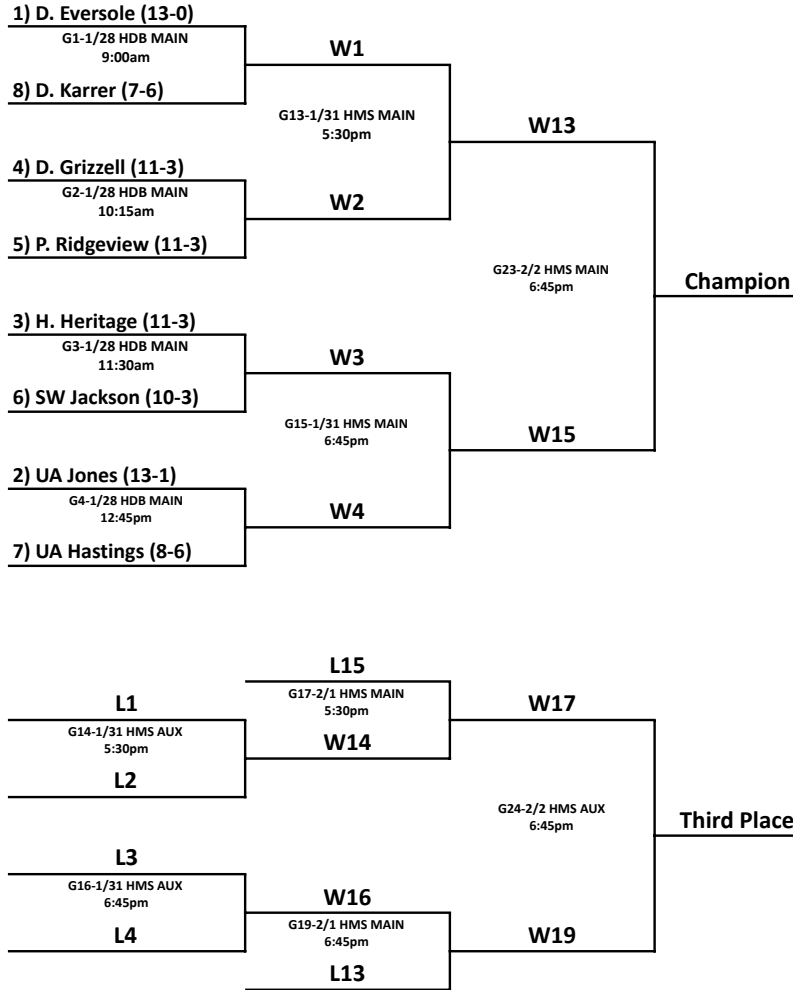 1) D. Eversole (13-0)
G1-1/28 HDB MAIN
9:00am
W1
8) D. Karrer (7-6)
G13-1/31 HMS MAIN
5:30pm
W13
4) D. Grizzell (11-3)
G2-1/28 HDB MAIN
10:15am
W2
5) P. Ridgeview (11-3)
G23-2/2 HMS MAIN
6:45pm
Champion
3) H. Heritage (11-3)
G3-1/28 HDB MAIN
11:30am
W3
6) SW Jackson (10-3)
G15-1/31 HMS MAIN
6:45pm
W15
2) UA Jones (13-1)
G4-1/28 HDB MAIN
12:45pm
W4
7) UA Hastings (8-6)
L15
L1
G17-2/1 HMS MAIN
5:30pm
W17
G14-1/31 HMS AUX
5:30pm
W14
L2
G24-2/2 HMS AUX
6:45pm
Third Place
L3
G16-1/31 HMS AUX
6:45pm
W16
L4
G19-2/1 HMS MAIN
6:45pm
W19
L13